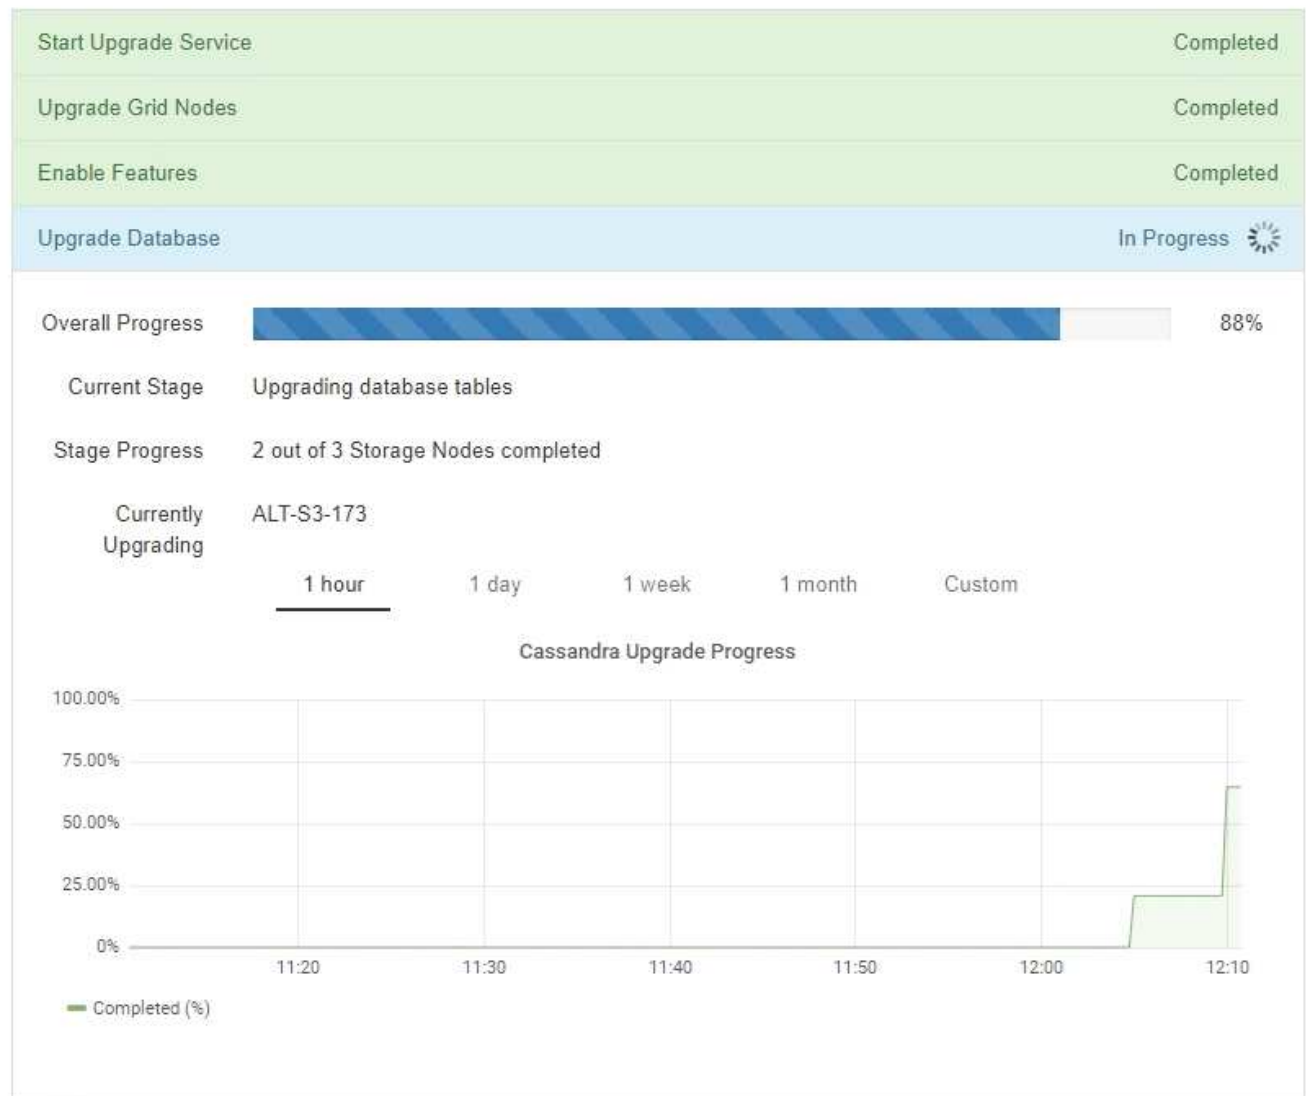 Start Upgrade Service Completed
Upgrade Grid Nodes Completed
Enable Features Completed
Upgrade Database In Progress
Overall Progress 88%
Current Stage Upgrading database tables
Stage Progress 2 out of 3 Storage Nodes completed
Currently ALT-S3-173
Upgrading
1 hour 1 day 1 week 1 month Custom
Cassandra Upgrade Progress
100.00%
75.00%
50.00%
25.00%
0%
11:20 11:30 11:40 11:50 12:00 12:10
Completed (%)